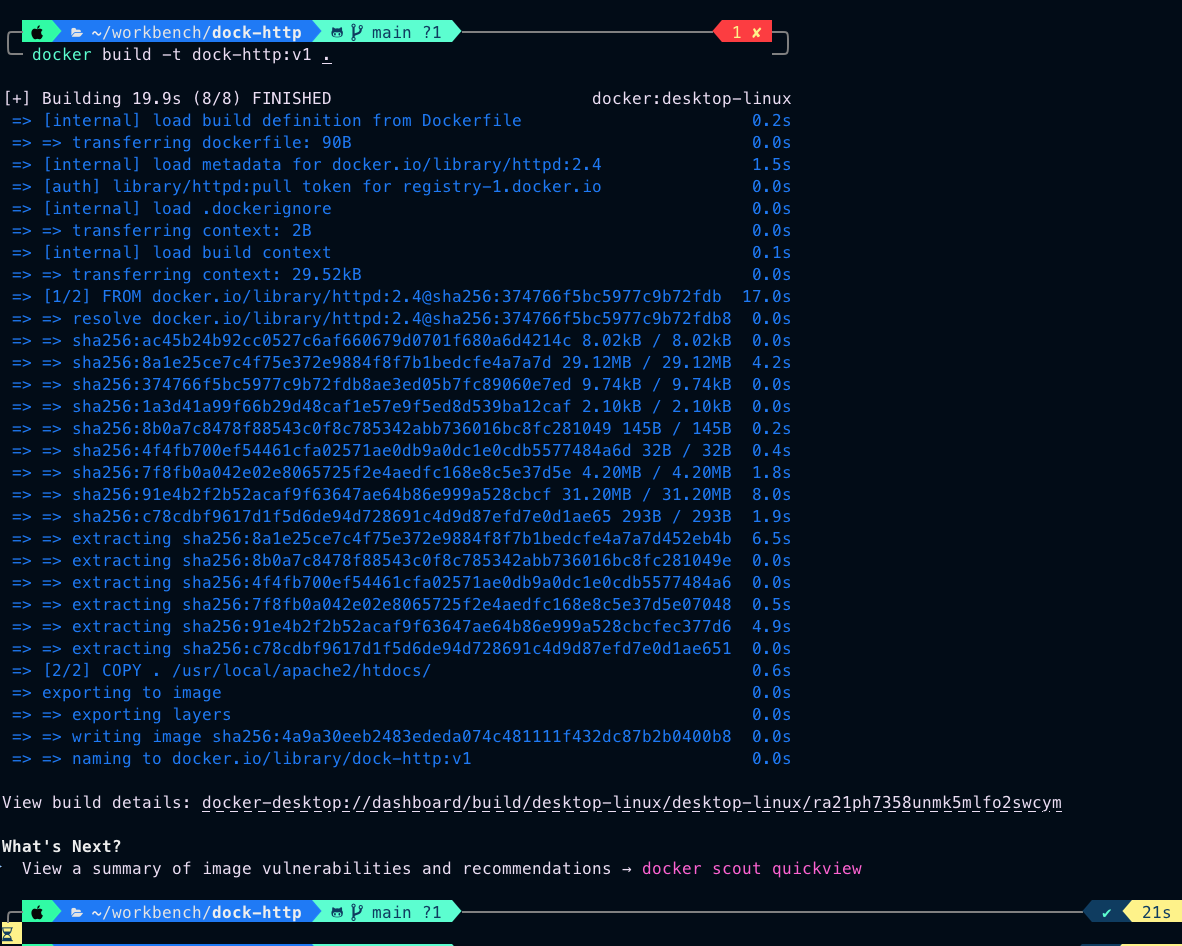 ~/workbench/dock-http main ?1 1 ✘
docker build -t dock-http:v1 .
[+] Building 19.9s (8/8) FINISHED docker:desktop-linux
=> [internal] load build definition from Dockerfile 0.2s
=> => transferring dockerfile: 90B 0.0s
=> [internal] load metadata for docker.io/library/httpd:2.4 1.5s
=> [auth] library/httpd:pull token for registry-1.docker.io 0.0s
=> [internal] load .dockerignore 0.0s
=> => transferring context: 2B 0.0s
=> [internal] load build context 0.1s
=> => transferring context: 29.52kB 0.0s
=> [1/2] FROM docker.io/library/httpd:2.4@sha256:374766f5bc5977c9b72fdb 17.0s
=> => resolve docker.io/library/httpd:2.4@sha256:374766f5bc5977c9b72fdb8 0.0s
=> => sha256:ac45b24b92cc0527c6af660679d0701f680a6d4214c 8.02kB / 8.02kB 0.0s
=> => sha256:8a1e25ce7c4f75e372e9884f8f7b1bedcfe4a7a7d 29.12MB / 29.12MB 4.2s
=> => sha256:374766f5bc5977c9b72fdb8ae3ed05b7fc89060e7ed 9.74kB / 9.74kB 0.0s
=> => sha256:1a3d41a99f66b29d48caf1e57e9f5ed8d539ba12caf 2.10kB / 2.10kB 0.0s
=> => sha256:8b0a7c8478f88543c0f8c785342abb736016bc8fc281049 145B / 145B 0.2s
=> => sha256:4f4fb700ef54461cfa02571ae0db9a0dc1e0cdb5577484a6d 32B / 32B 0.4s
=> => sha256:7f8fb0a042e02e8065725f2e4aedfc168e8c5e37d5e 4.20MB / 4.20MB 1.8s
=> => sha256:91e4b2f2b52acaf9f63647ae64b86e999a528cbcf 31.20MB / 31.20MB 8.0s
=> => sha256:c78cdbf9617d1f5d6de94d728691c4d9d87efd7e0d1ae65 293B / 293B 1.9s
=> => extracting sha256:8a1e25ce7c4f75e372e9884f8f7b1bedcfe4a7a7d452eb4b 6.5s
=> => extracting sha256:8b0a7c8478f88543c0f8c785342abb736016bc8fc281049e 0.0s
=> => extracting sha256:4f4fb700ef54461cfa02571ae0db9a0dc1e0cdb5577484a6 0.0s
=> => extracting sha256:7f8fb0a042e02e8065725f2e4aedfc168e8c5e37d5e07048 0.5s
=> => extracting sha256:91e4b2f2b52acaf9f63647ae64b86e999a528cbcfec377d6 4.9s
=> => extracting sha256:c78cdbf9617d1f5d6de94d728691c4d9d87efd7e0d1ae651 0.0s
=> [2/2] COPY . /usr/local/apache2/htdocs/ 0.6s
=> exporting to image 0.0s
=> => exporting layers 0.0s
=> => writing image sha256:4a9a30eeb2483ededa074c481111f432dc87b2b0400b8 0.0s
=> => naming to docker.io/library/dock-http:v1 0.0s
View build details: docker-desktop://dashboard/build/desktop-linux/desktop-linux/ra21ph7358unmk5mlfo2swcym
What's Next?
View a summary of image vulnerabilities and recommendations → docker scout quickview
~/workbench/dock-http main ?1 ✔ 21s